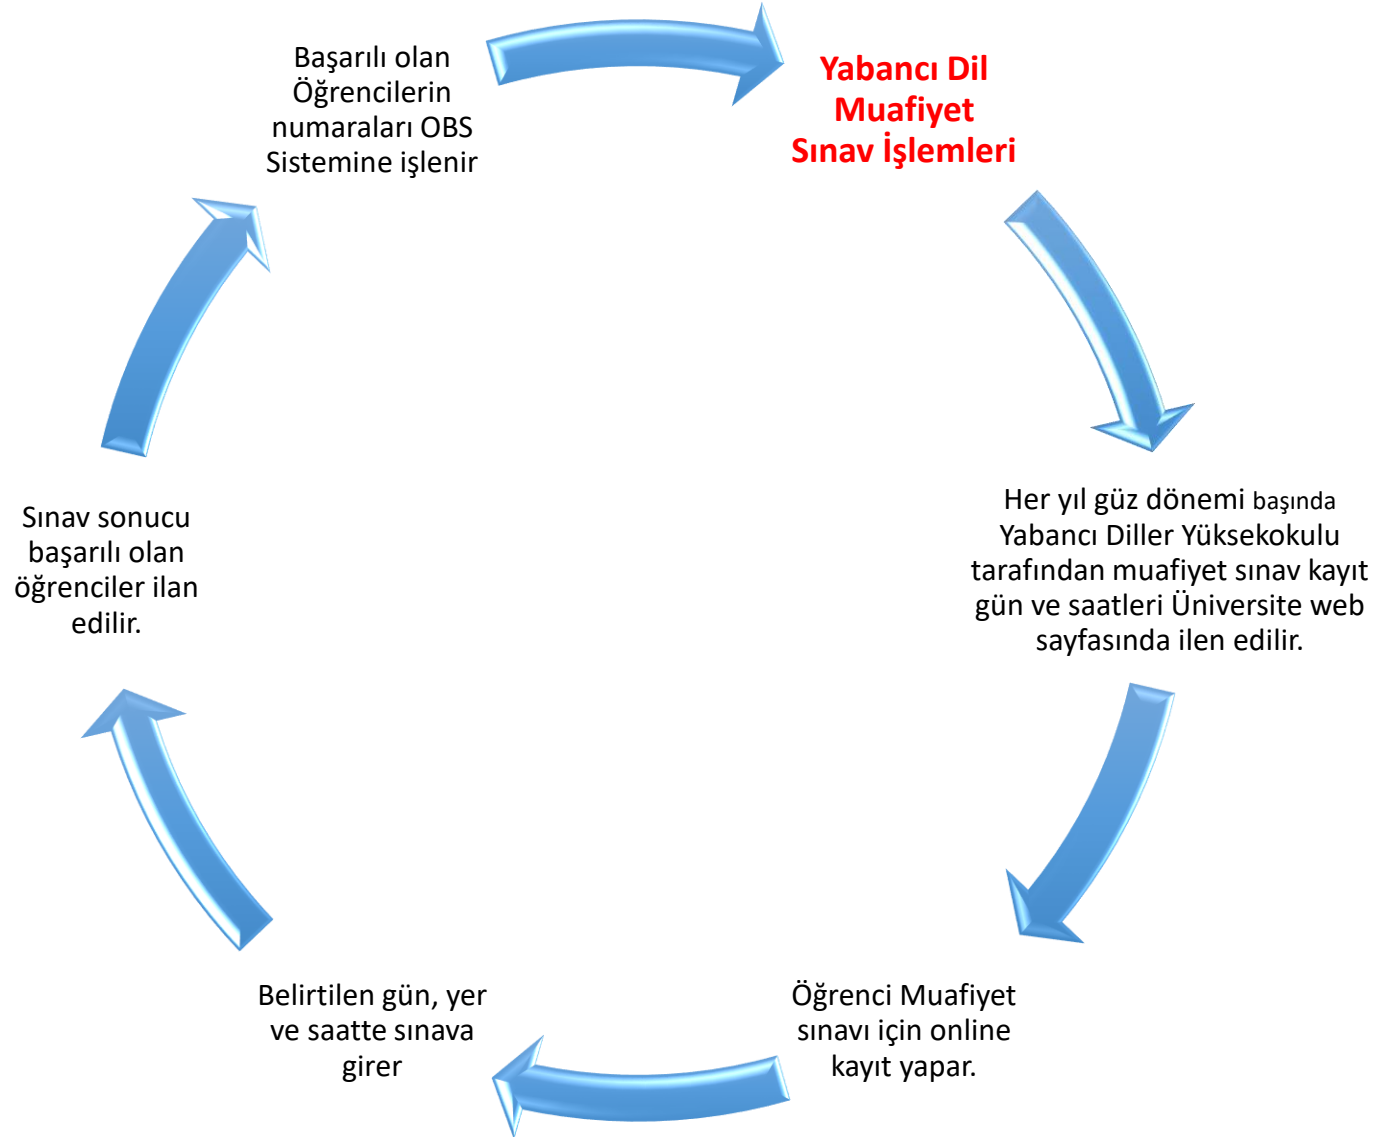 Yabancı Dil
Muafiyet
Sınav İşlemleri
Her yıl güz dönemi başında
Yabancı Diller Yüksekokulu
tarafından muafiyet sınav kayıt
gün ve saatleri Üniversite web
sayfasında ilen edilir.
Öğrenci Muafiyet
sınavı için online
kayıt yapar.
Belirtilen gün, yer
ve saatte sınava
girer
Sınav sonucu
başarılı olan
öğrenciler ilan
edilir.
Başarılı olan
Öğrencilerin
numaraları OBS
Sistemine işlenir